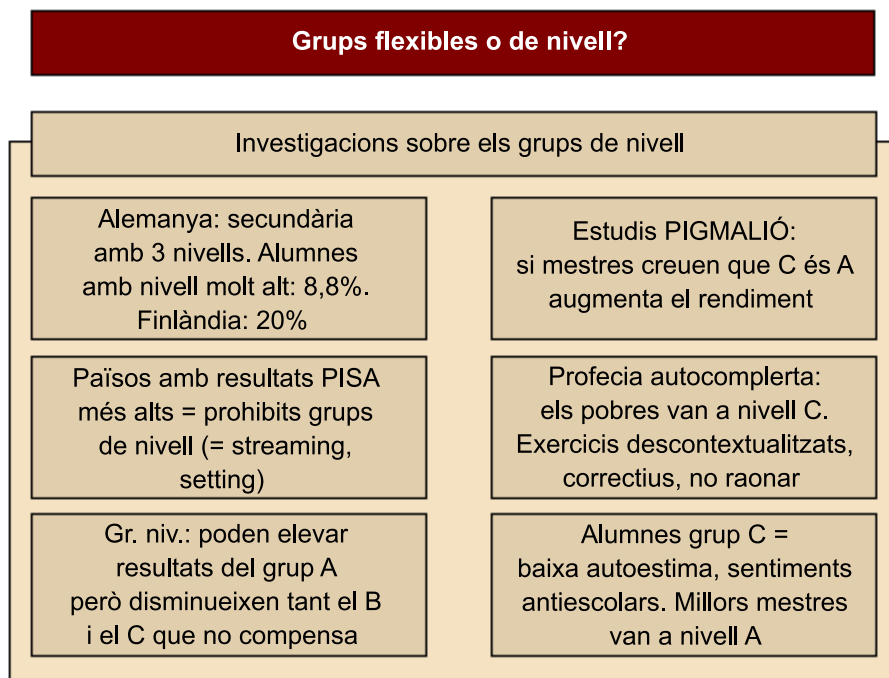 Grups flexibles o de nivell?
Investigacions sobre els grups de nivell
Alemanya: secundària
amb 3 nivells. Alumnes
amb nivell molt alt: 8,8%.
Finlàndia: 20%
Estudis PIGMALIÓ:
si mestres creuen que C és A
augmenta el rendiment
Països amb resultats PISA
més alts = prohibits grups
de nivell (= streaming,
setting)
Profecia autocomplerta:
els pobres van a nivell C.
Exercicis descontextualitzats,
correctius, no raonar
Gr. niv.: poden elevar
resultats del grup A
però disminueixen tant el B
i el C que no compensa
Alumnes grup C =
baixa autoestima, sentiments
antiescolars. Millors mestres
van a nivell A